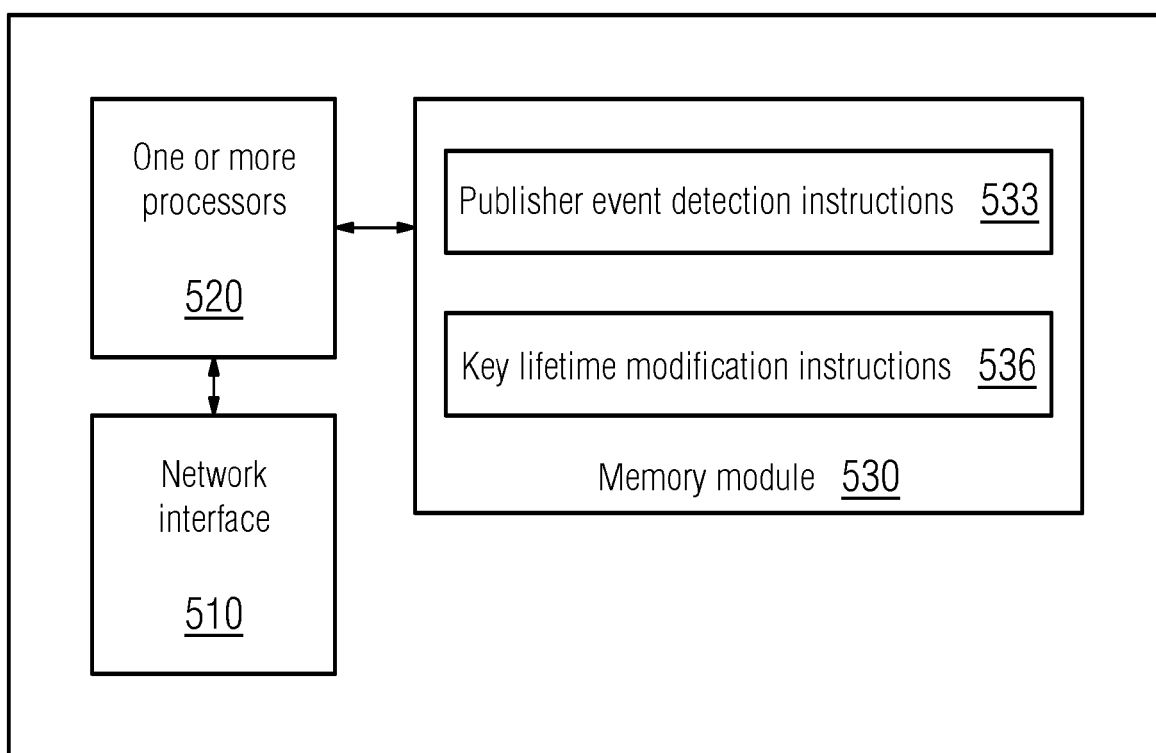 One or more
processors
520
Publisher event detection instructions 533
Key lifetime modification instructions 536
Memory module 530
Network
interface
510